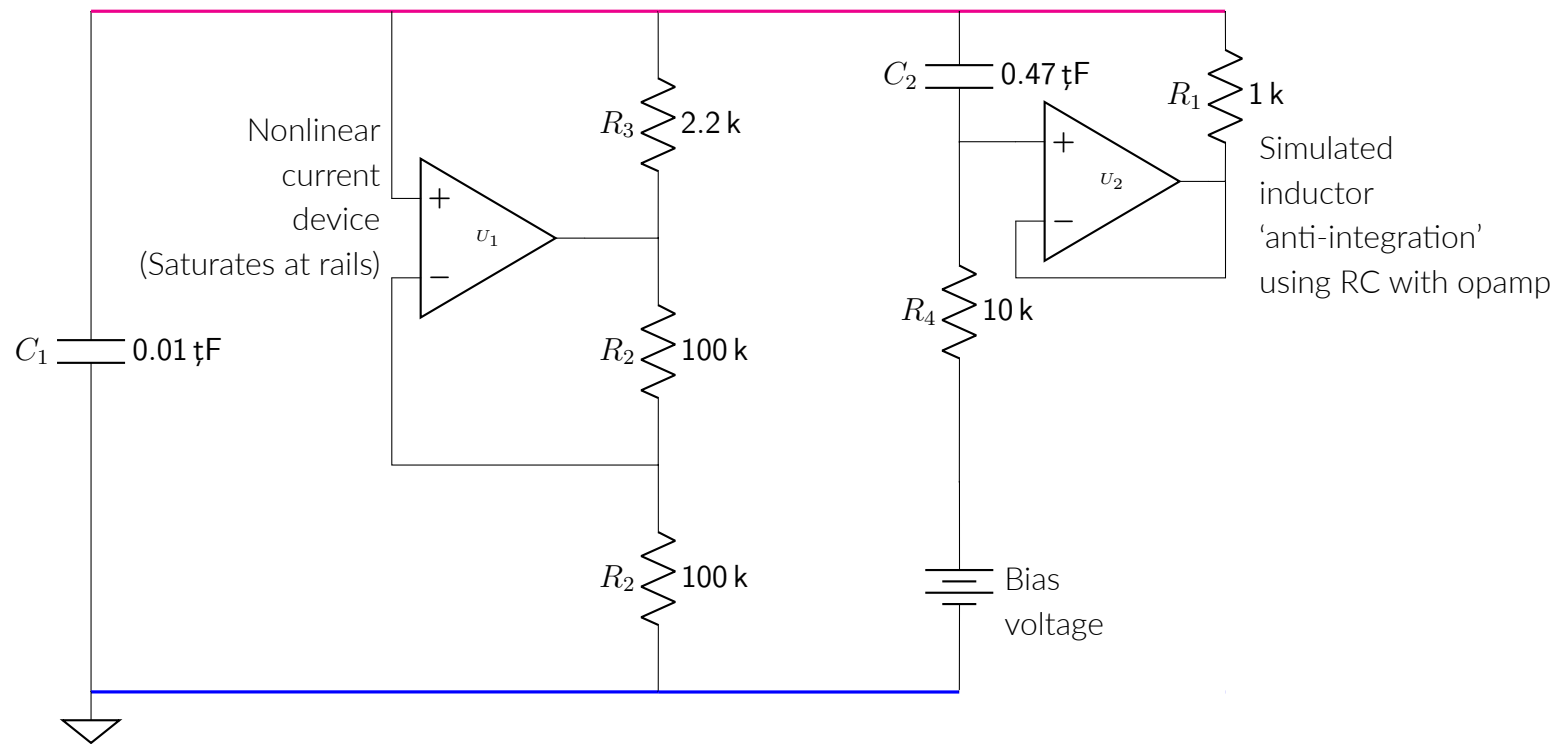 C₂ 0.47 ţF
R₁ 1 k
Nonlinear
current
device
(Saturates at rails)
R₃ 2.2 k
+
−
U₁
+
−
U₂
Simulated
inductor
‘anti-integration’
using RC with opamp
R₄ 10 k
C₁ 0.01 ţF
R₂ 100 k
R₂ 100 k
Bias
voltage